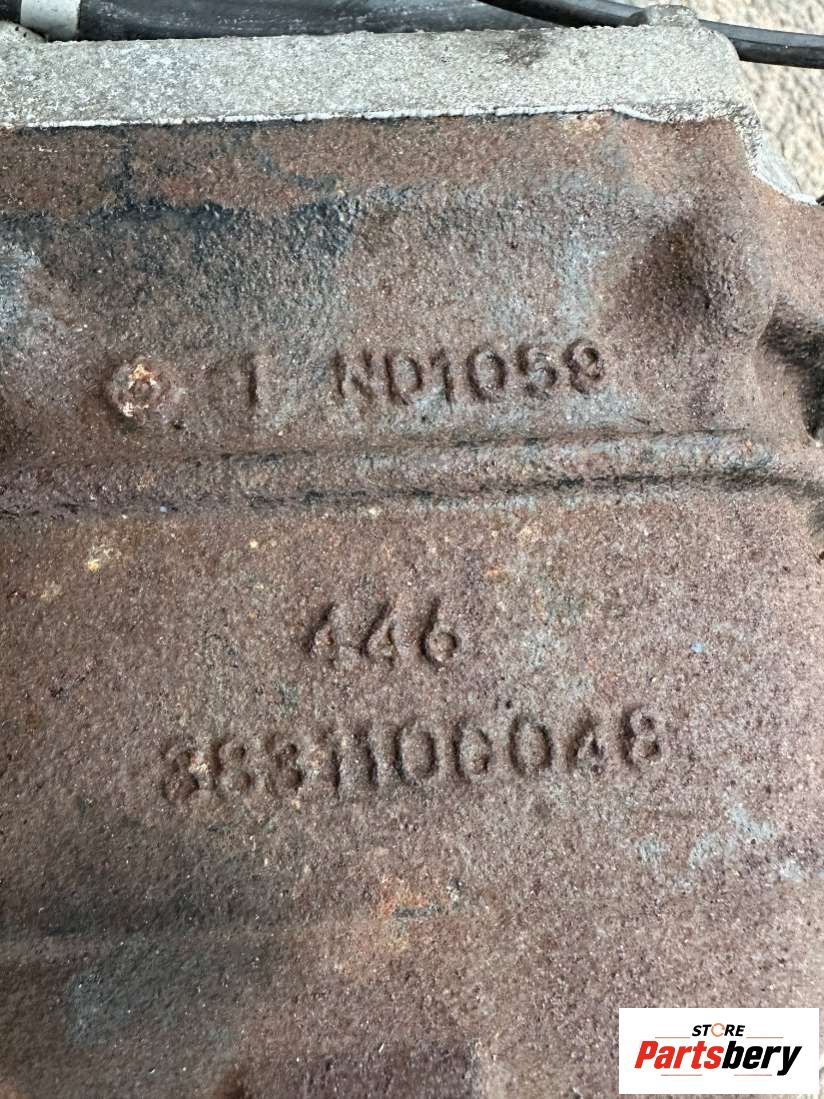 1 ND1059
446
3831100048
STORE
Partsbery